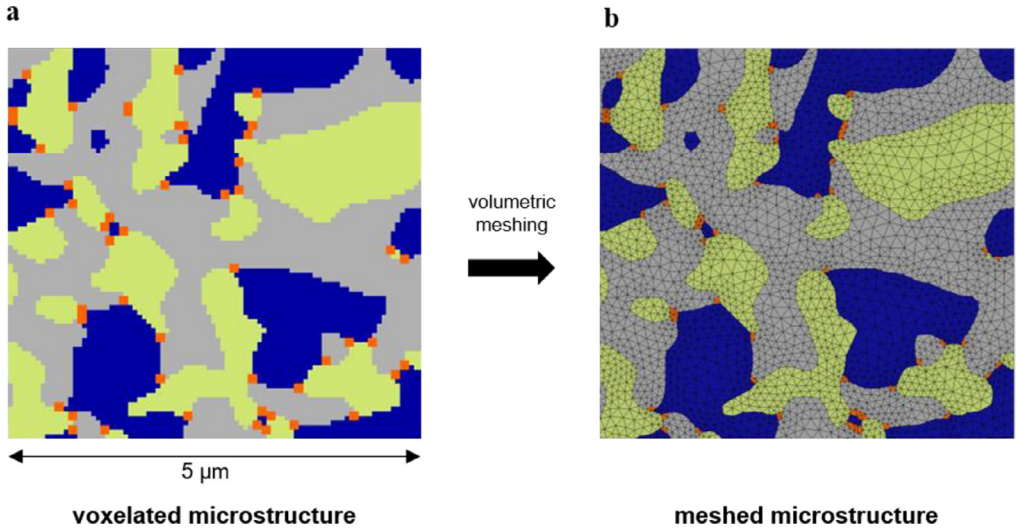 a
b
volumetric
meshing
5 µm
voxelated microstructure
meshed microstructure